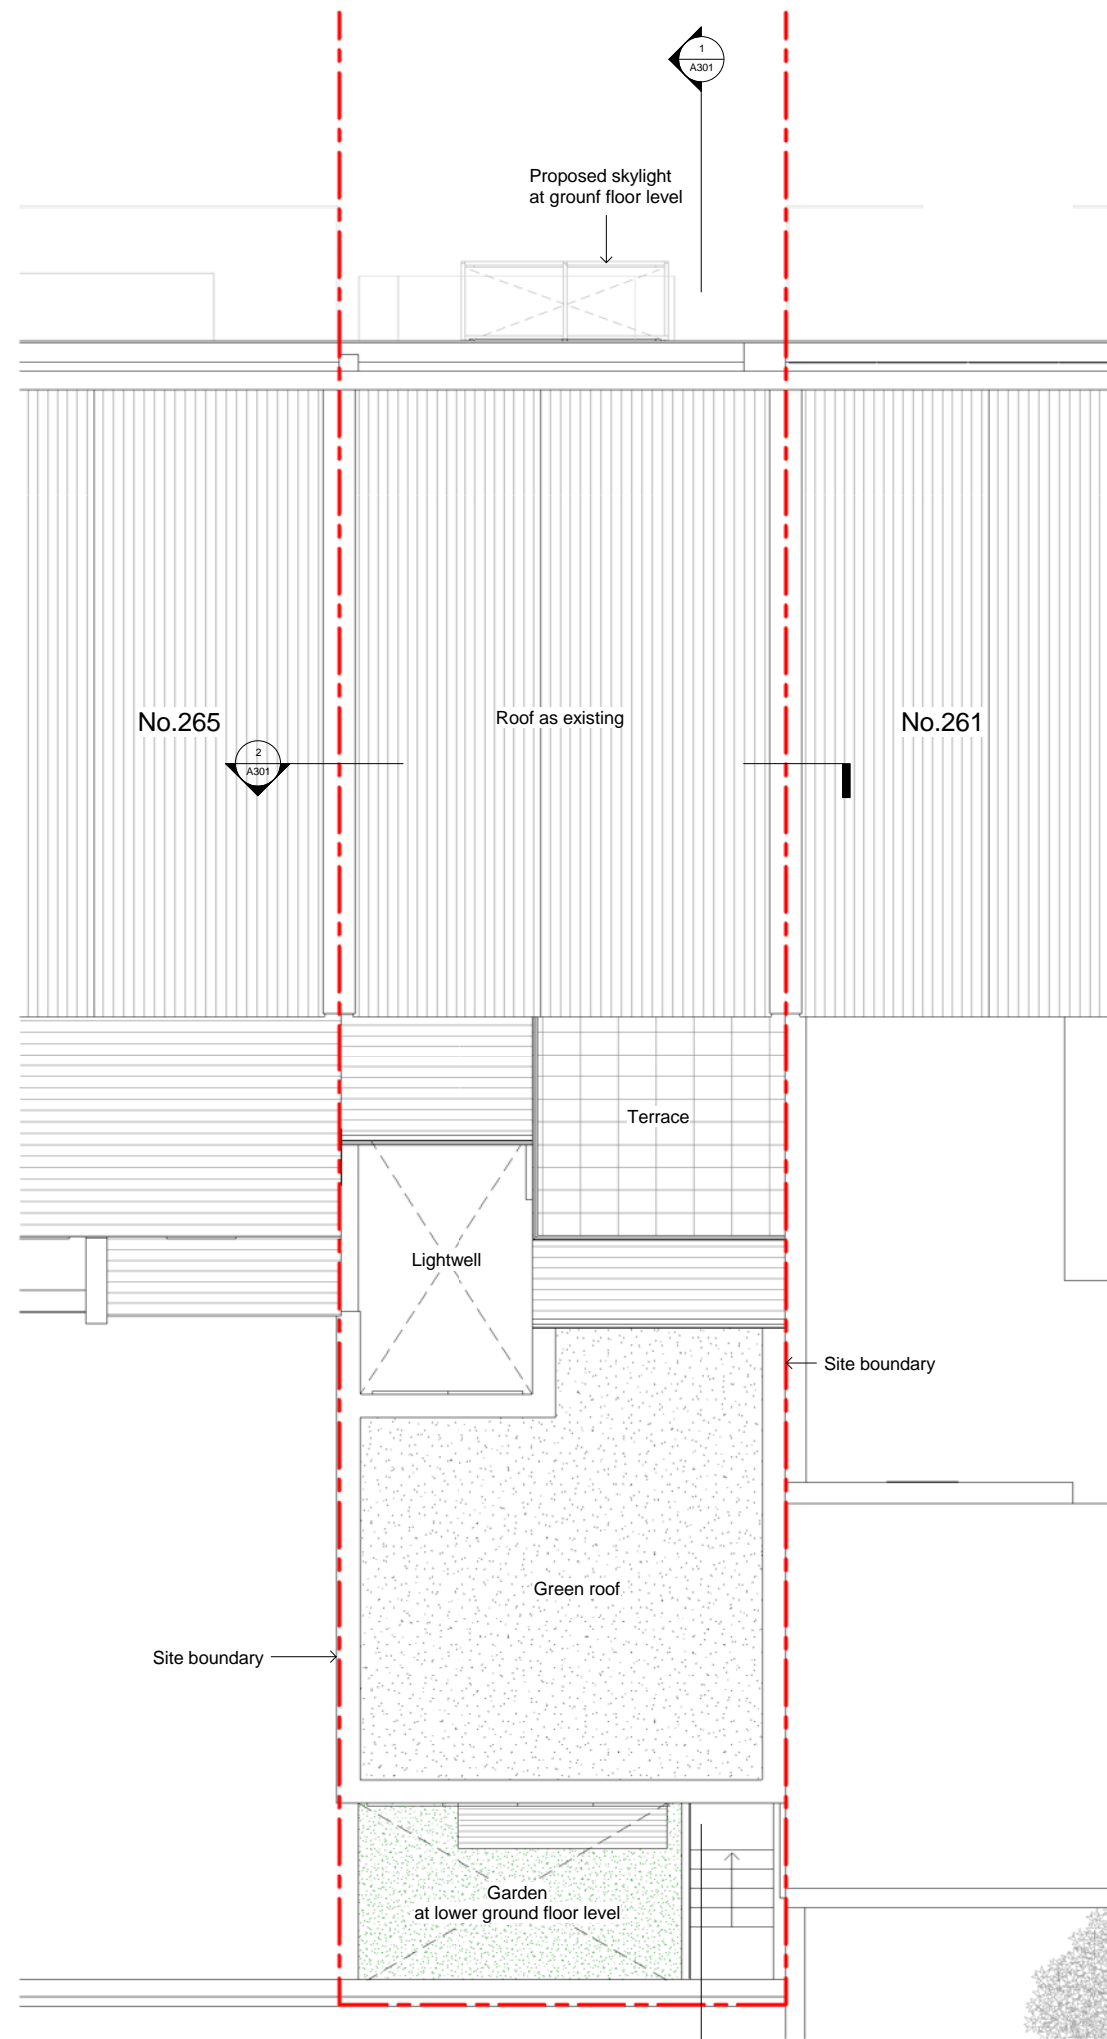 1
A301
Proposed skylight
at grounf floor level
No.265
Roof as existing
No.261
2
A301
Terrace
Lightwell
Site boundary
Green roof
Site boundary
Garden
at lower ground floor level